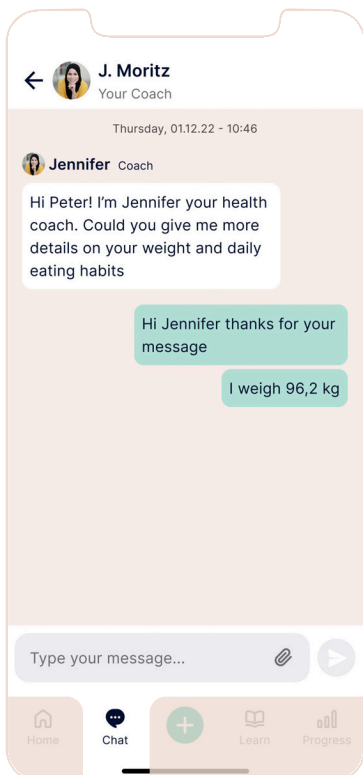 J. Moritz
Your Coach
Thursday, 01.12.22 - 10:46
Jennifer Coach
Hi Peter! I'm Jennifer your health
coach. Could you give me more
details on your weight and daily
eating habits
Hi Jennifer thanks for your
message
I weigh 96,2 kg
Type your message...
Home
Chat
Learn
Progress